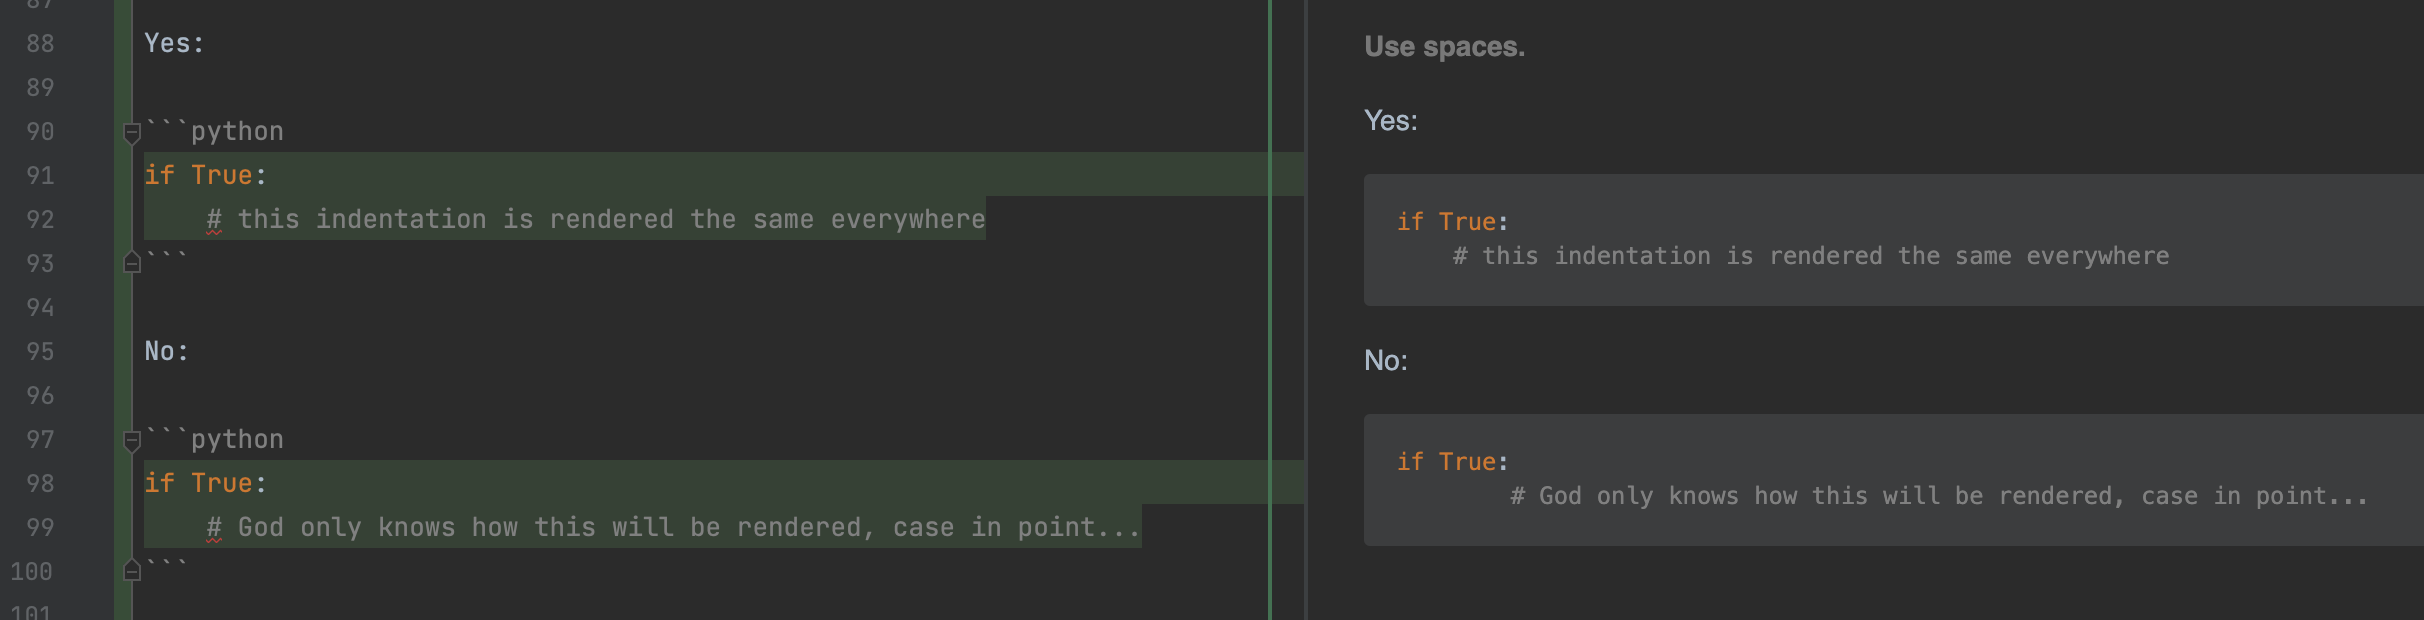 87
88 Yes:
89
90 ```python
91 if True:
92     # this indentation is rendered the same everywhere
93 ```
94
95 No:
96
97 ```python
98 if True:
99     # God only knows how this will be rendered, case in point...
100 ```
101
Use spaces.
Yes:
if True:
    # this indentation is rendered the same everywhere
No:
if True:
        # God only knows how this will be rendered, case in point...